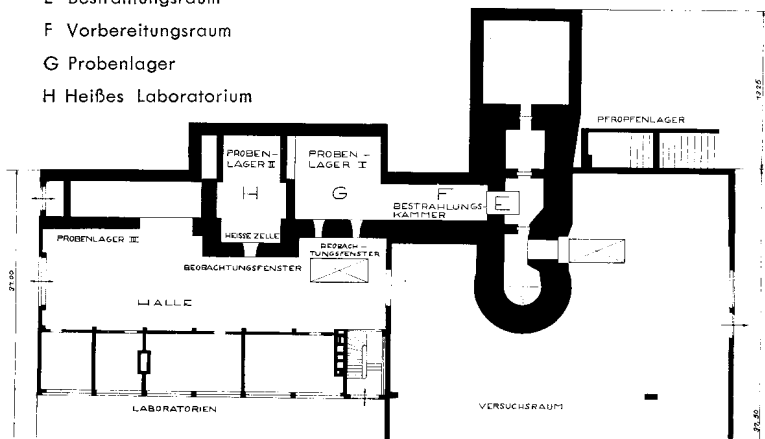 E Bestrahlungsraum
F Vorbereitungsraum
G Probenlager
H Heißes Laboratorium
PFROPFENLAGER
PROBEN-
LAGER II
PROBEN-
LAGER I
H
G
F
BESTRAHLUNGS-
KAMMER
E
HEISSE ZELLE
PROBENLAGER III
BEOBACHTUNGSFENSTER
BEOBACH-
TUNGSFENSTER
HALLE
LABORATORIEN
VERSUCHSRAUM